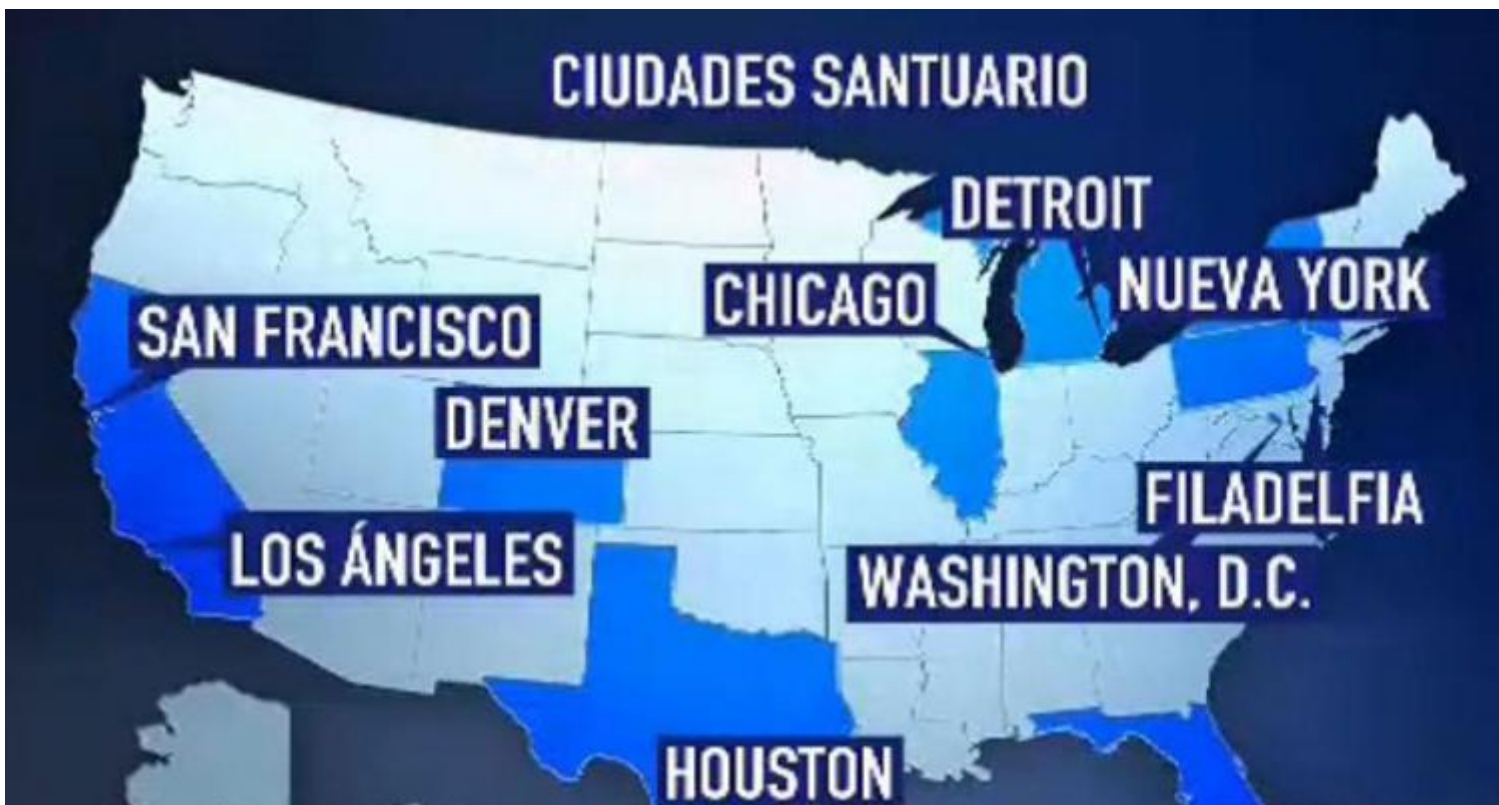 CIUDADES SANTUARIO
DETROIT
NUEVA YORK
CHICAGO
SAN FRANCISCO
DENVER
FILADELFIA
LOS ÁNGELES
WASHINGTON, D.C.
HOUSTON